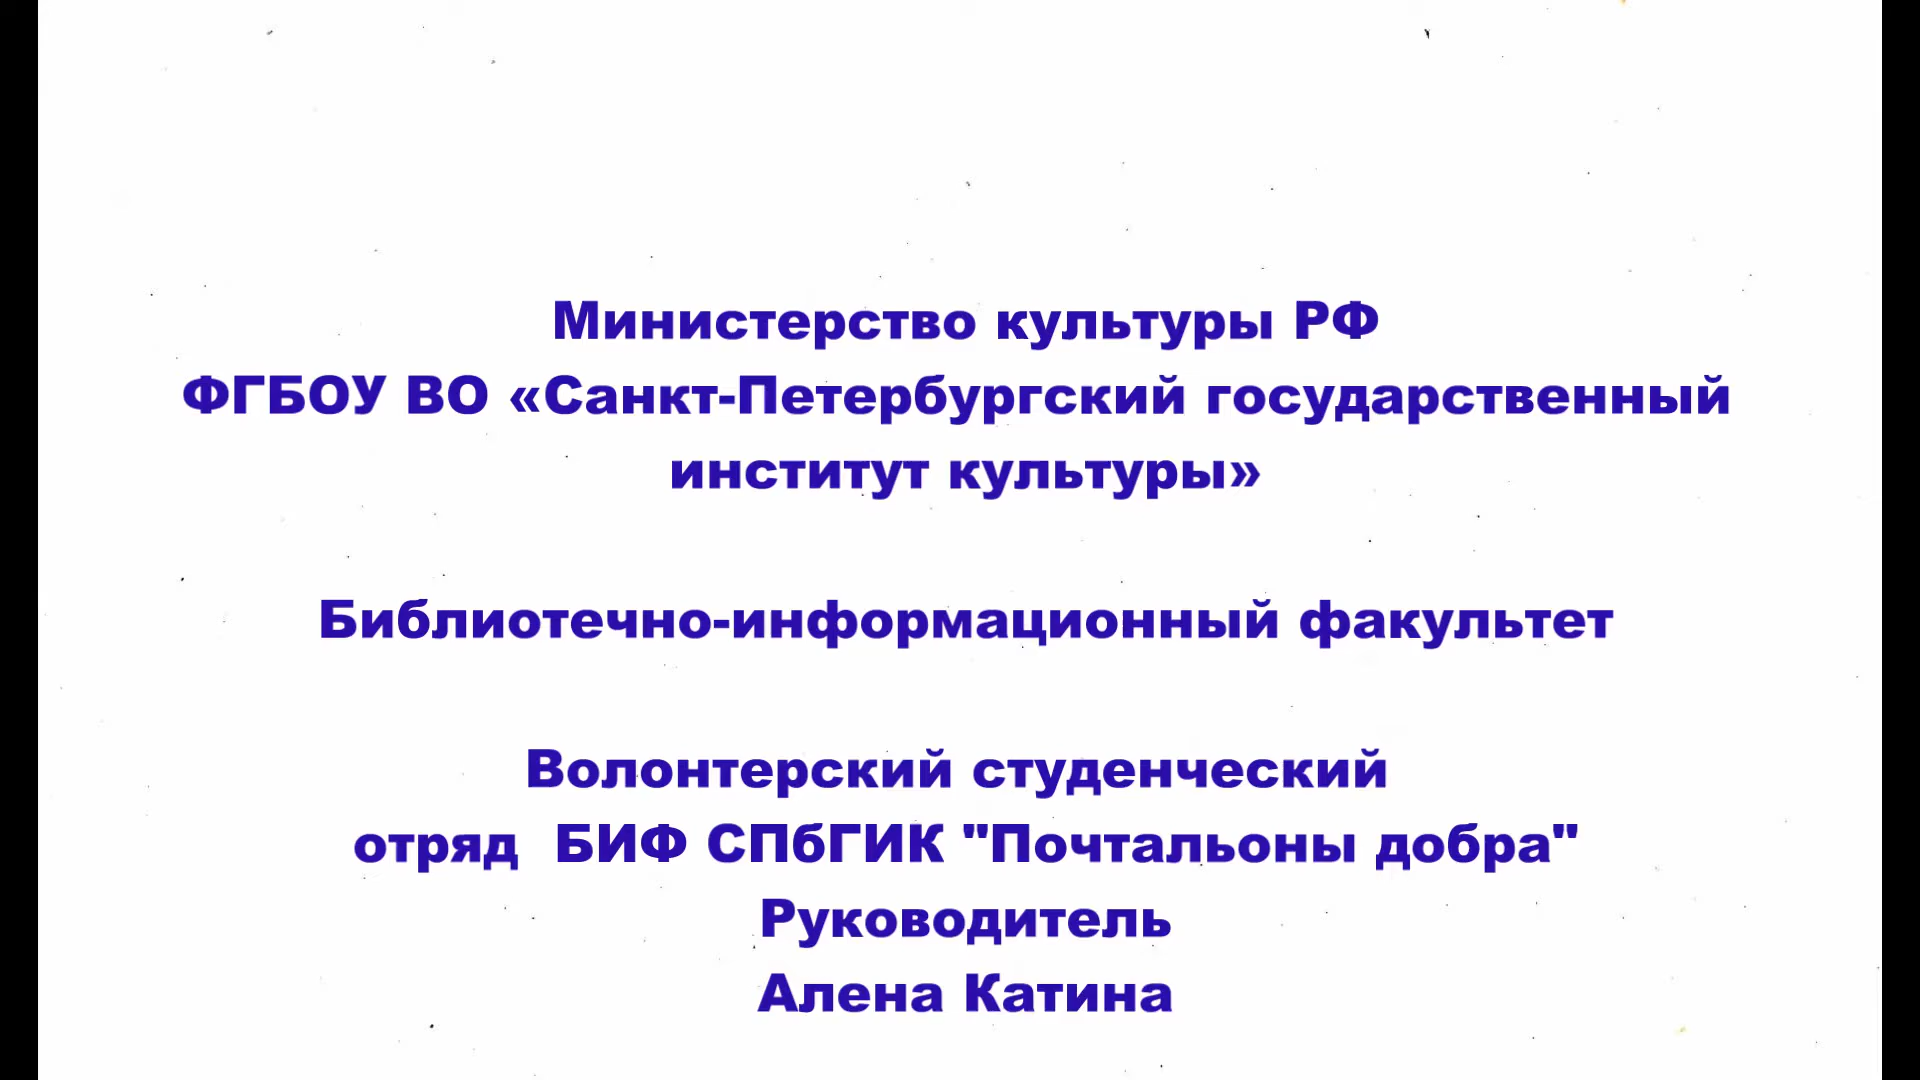 Министерство культуры РФ
ФГБОУ ВО «Санкт-Петербургский государственный
институт культуры»
Библиотечно-информационный факультет
Волонтерский студенческий
отряд  БИФ СПбГИК "Почтальоны добра"
Руководитель
Алена Катина